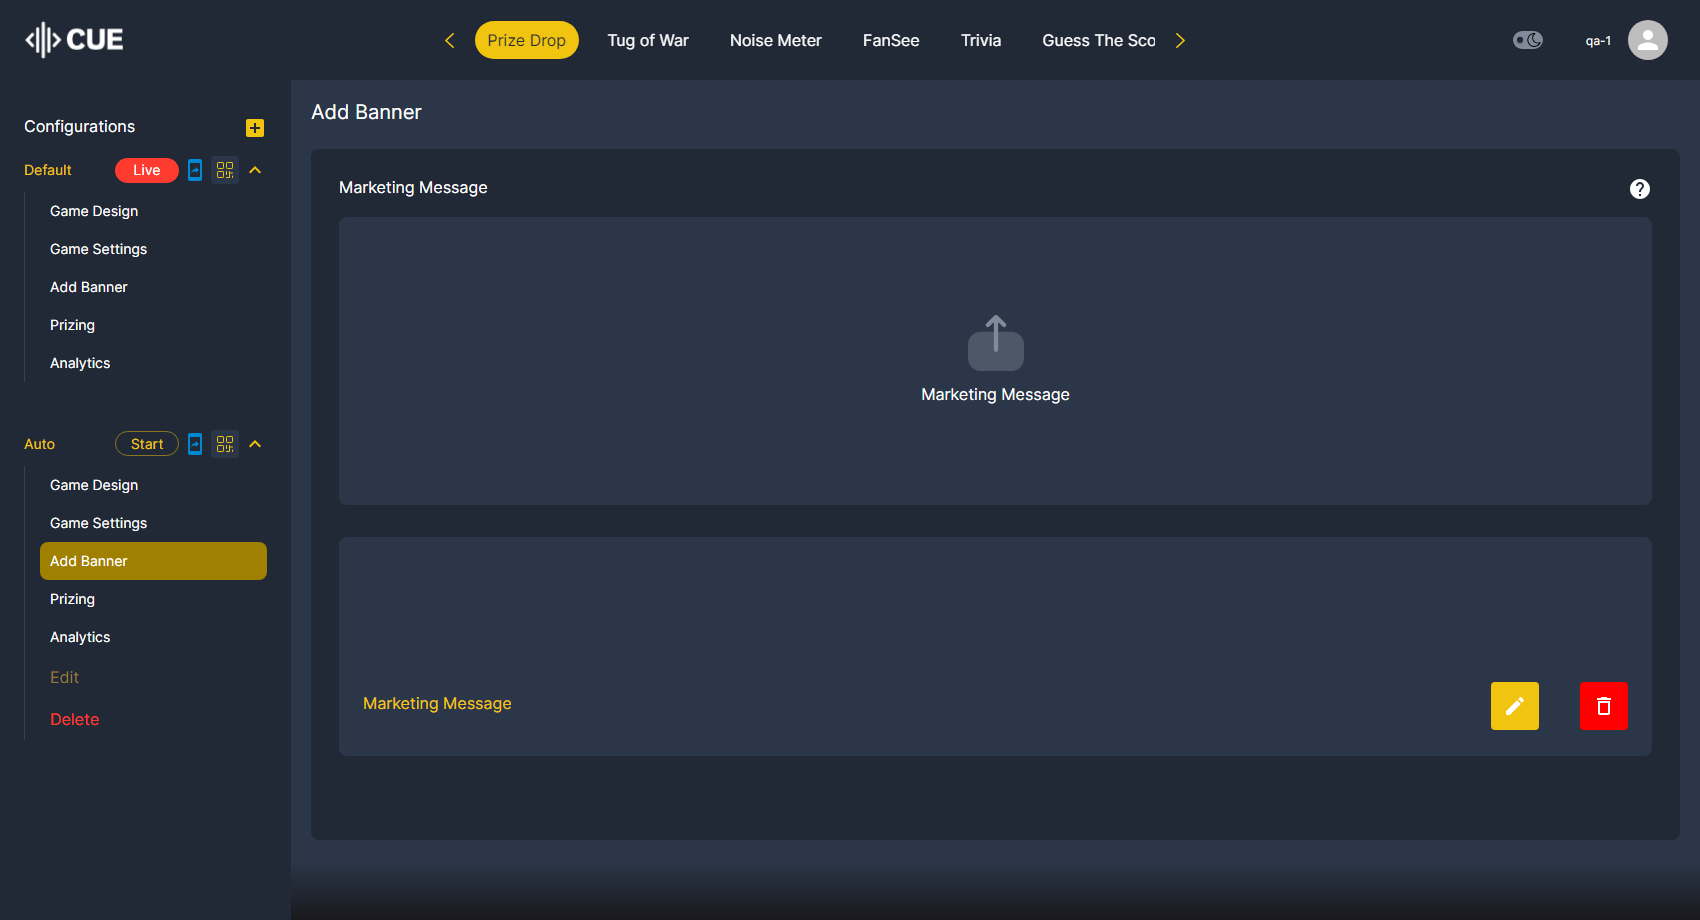 CUE
Prize Drop
Tug of War
Noise Meter
FanSee
Trivia
Guess The Sco
qa-1
Configurations
Default
Live
Game Design
Game Settings
Add Banner
Prizing
Analytics
Auto
Start
Game Design
Game Settings
Add Banner
Prizing
Analytics
Edit
Delete
Add Banner
Marketing Message
?
Marketing Message
Marketing Message